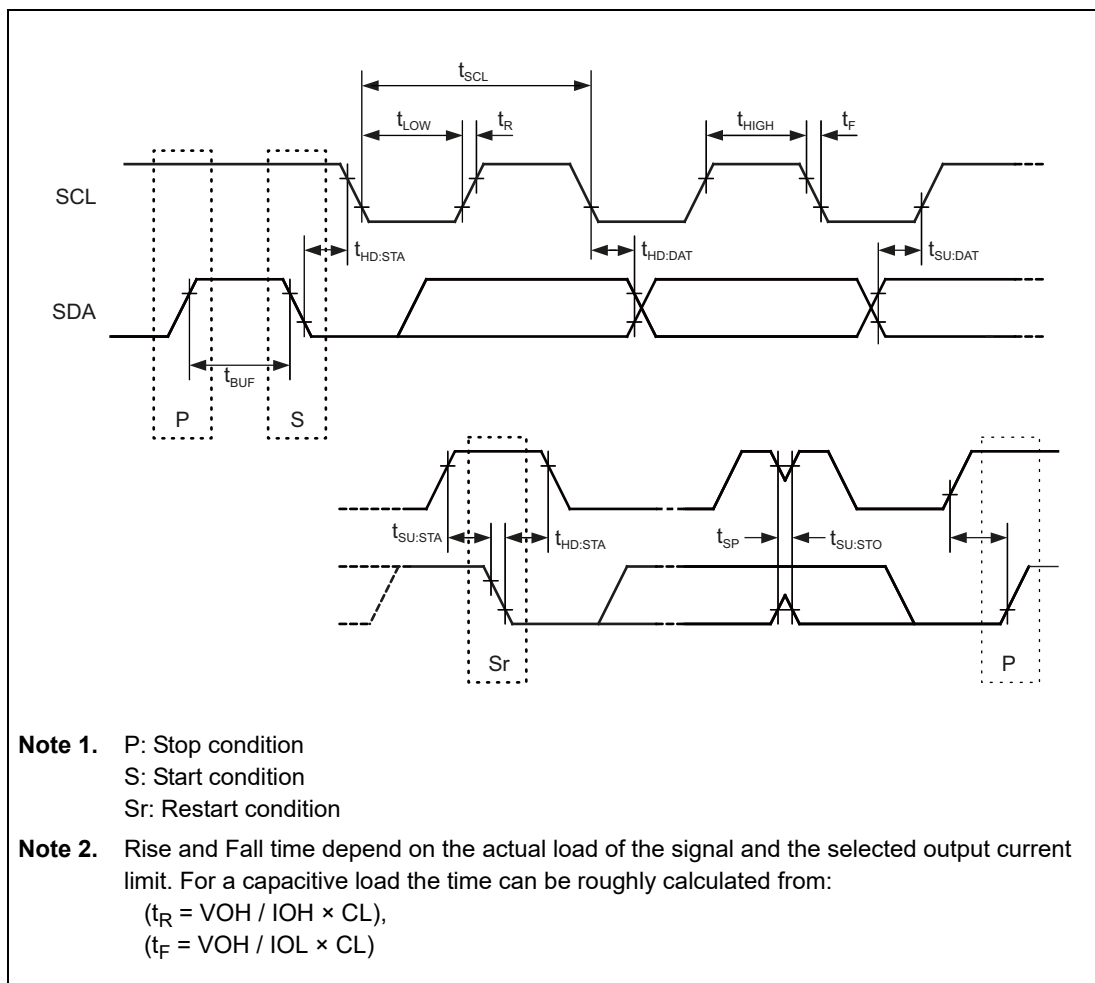 tSCL
tLOW
tR
tHIGH
tF
SCL
tHD:STA
tHD:DAT
tSU:DAT
SDA
tBUF
P
S
tSU:STA
tHD:STA
tSP
tSU:STO
Sr
P
Note 1. P: Stop condition
S: Start condition
Sr: Restart condition
Note 2. Rise and Fall time depend on the actual load of the signal and the selected output current
limit. For a capacitive load the time can be roughly calculated from:
(tR = VOH / IOH × CL),
(tF = VOH / IOL × CL)